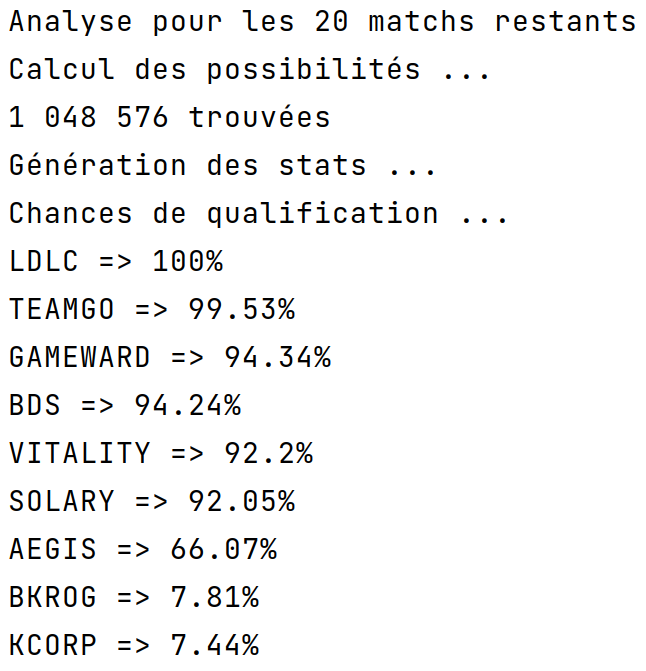 Analyse pour les 20 matchs restants
Calcul des possibilités ...
1 048 576 trouvées
Génération des stats ...
Chances de qualification ...
LDLC => 100%
TEAMGO => 99.53%
GAMEWARD => 94.34%
BDS => 94.24%
VITALITY => 92.2%
SOLARY => 92.05%
AEGIS => 66.07%
BKROG => 7.81%
KCORP => 7.44%